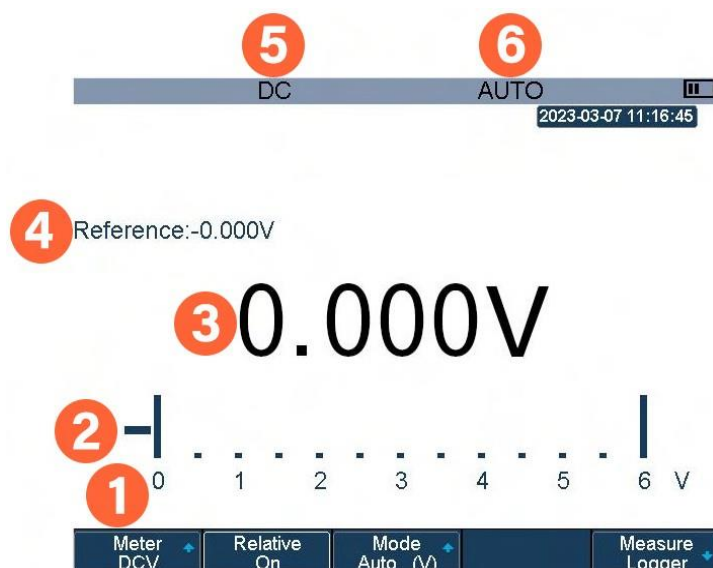 5 6
DC AUTO
2023-03-07 11:16:45
4 Reference:-0.000V
3 0.000V
2
1
0 1 2 3 4 5 6 V
Meter Relative Mode Measure
DCV On Auto (V) Logger